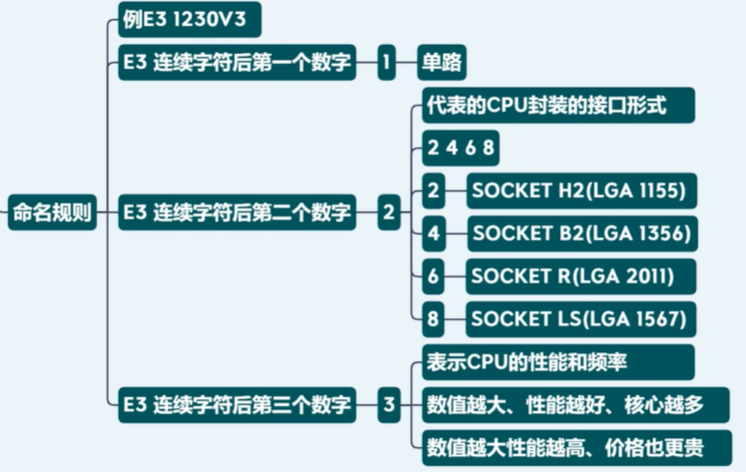 例E3 1230V3
E3 连续字符后第一个数字
1
单路
代表的CPU封装的接口形式
2 4 6 8
2
SOCKET H2(LGA 1155)
命名规则
E3 连续字符后第二个数字
2
4
SOCKET B2(LGA 1356)
6
SOCKET R(LGA 2011)
8
SOCKET LS(LGA 1567)
表示CPU的性能和频率
E3 连续字符后第三个数字
3
数值越大、性能越好、核心越多
数值越大性能越高、价格也更贵